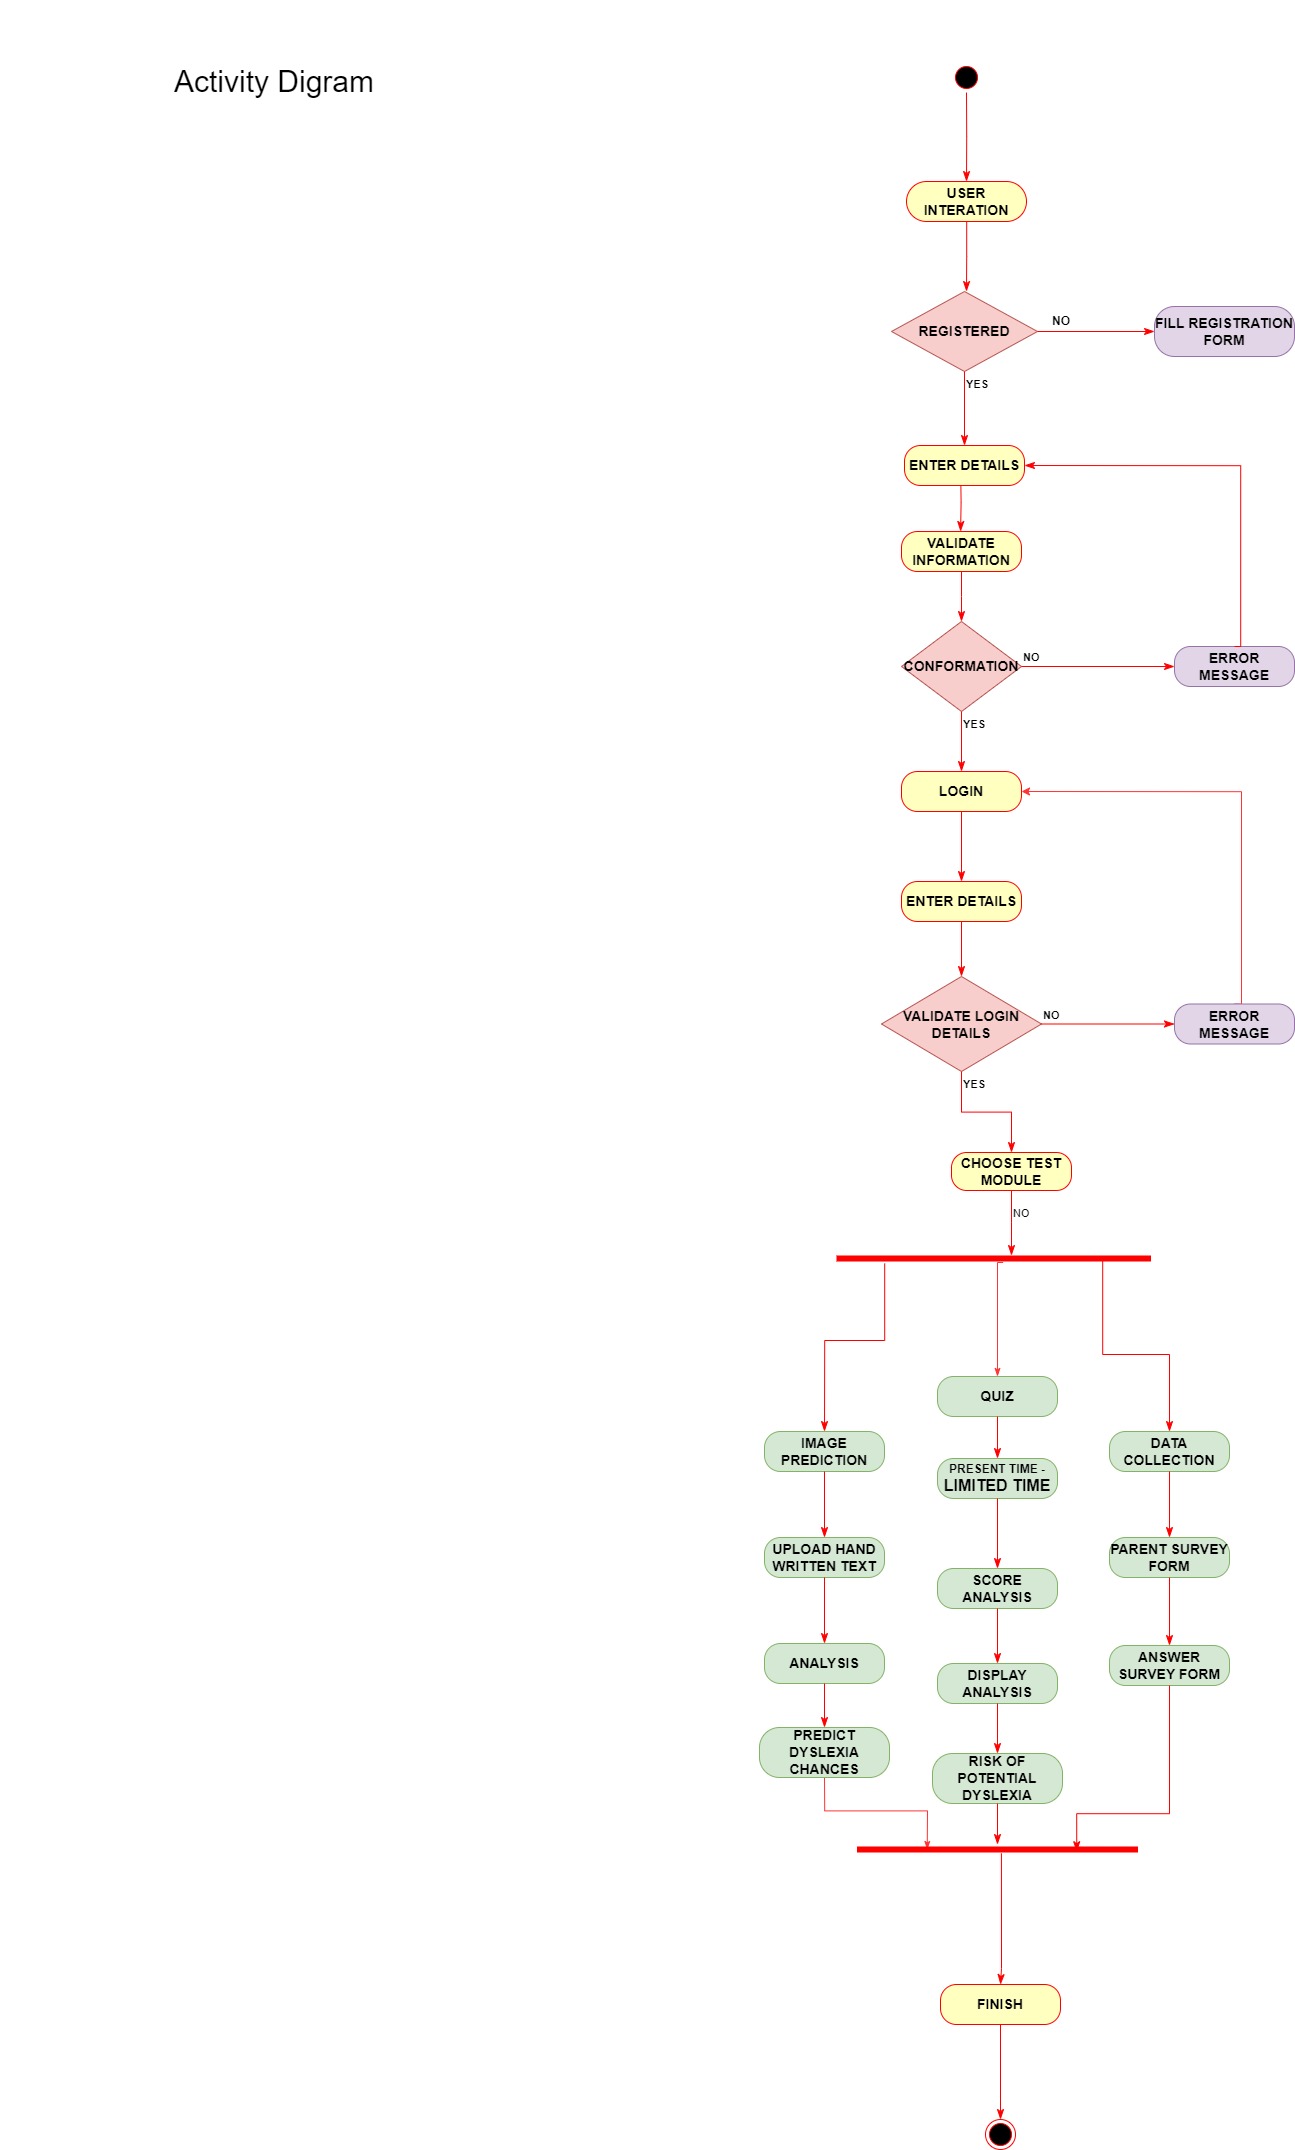 Activity Digram
USER
INTERATION
REGISTERED
NO
FILL REGISTRATION
FORM
YES
ENTER DETAILS
VALIDATE
INFORMATION
CONFORMATION
NO
ERROR
MESSAGE
YES
LOGIN
ENTER DETAILS
VALIDATE LOGIN
DETAILS
NO
ERROR
MESSAGE
YES
CHOOSE TEST
MODULE
NO
IMAGE
PREDICTION
UPLOAD HAND
WRITTEN TEXT
ANALYSIS
PREDICT
DYSLEXIA
CHANCES
QUIZ
PRESENT TIME -
LIMITED TIME
SCORE
ANALYSIS
DISPLAY
ANALYSIS
RISK OF
POTENTIAL
DYSLEXIA
DATA
COLLECTION
PARENT SURVEY
FORM
ANSWER
SURVEY FORM
FINISH